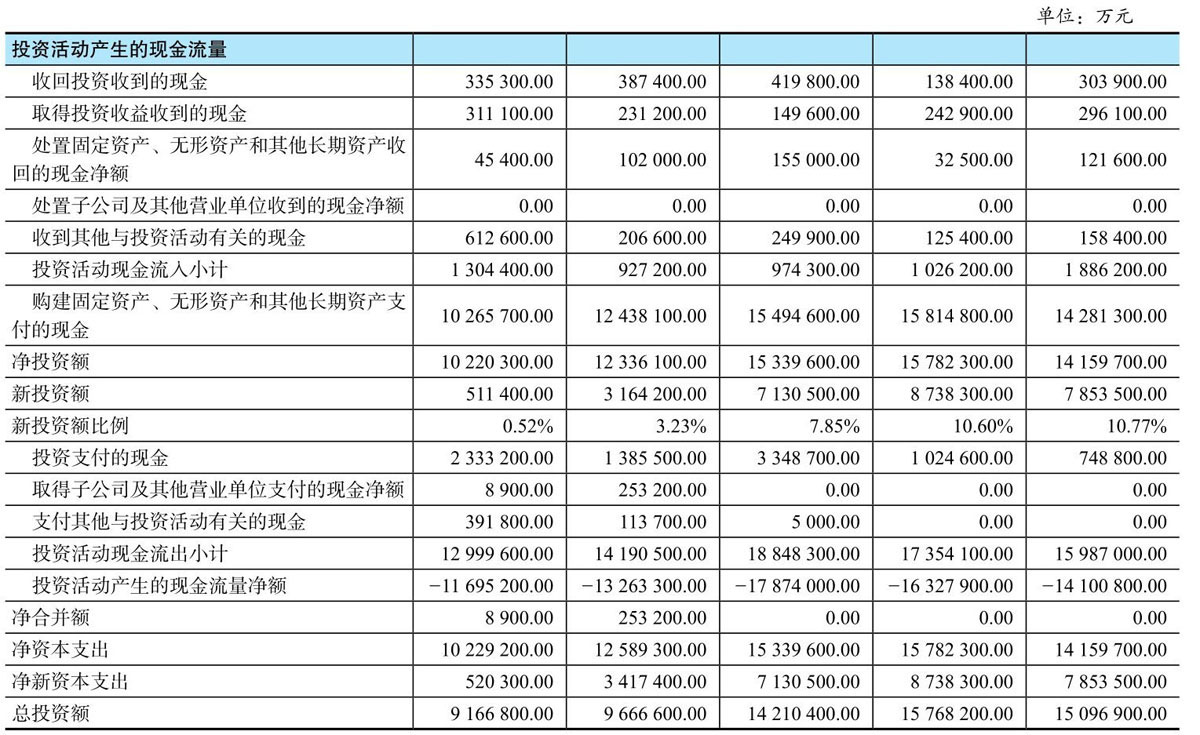 单位：万元
投资活动产生的现金流量
收回投资收到的现金 335 300.00 387 400.00 419 800.00 138 400.00 303 900.00
取得投资收益收到的现金 311 100.00 231 200.00 149 600.00 242 900.00 296 100.00
处置固定资产、无形资产和其他长期资产收
回的现金净额 45 400.00 102 000.00 155 000.00 32 500.00 121 600.00
处置子公司及其他营业单位收到的现金净额 0.00 0.00 0.00 0.00 0.00
收到其他与投资活动有关的现金 612 600.00 206 600.00 249 900.00 125 400.00 158 400.00
投资活动现金流入小计 1 304 400.00 927 200.00 974 300.00 1 026 200.00 1 886 200.00
购建固定资产、无形资产和其他长期资产支
付的现金 10 265 700.00 12 438 100.00 15 494 600.00 15 814 800.00 14 281 300.00
净投资额 10 220 300.00 12 336 100.00 15 339 600.00 15 782 300.00 14 159 700.00
新投资额 511 400.00 3 164 200.00 7 130 500.00 8 738 300.00 7 853 500.00
新投资额比例 0.52% 3.23% 7.85% 10.60% 10.77%
投资支付的现金 2 333 200.00 1 385 500.00 3 348 700.00 1 024 600.00 748 800.00
取得子公司及其他营业单位支付的现金净额 8 900.00 253 200.00 0.00 0.00 0.00
支付其他与投资活动有关的现金 391 800.00 113 700.00 5 000.00 0.00 0.00
投资活动现金流出小计 12 999 600.00 14 190 500.00 18 848 300.00 17 354 100.00 15 987 000.00
投资活动产生的现金流量净额 −11 695 200.00 −13 263 300.00 −17 874 000.00 −16 327 900.00 −14 100 800.00
净合并额 8 900.00 253 200.00 0.00 0.00 0.00
净资本支出 10 229 200.00 12 589 300.00 15 339 600.00 15 782 300.00 14 159 700.00
净新资本支出 520 300.00 3 417 400.00 7 130 500.00 8 738 300.00 7 853 500.00
总投资额 9 166 800.00 9 666 600.00 14 210 400.00 15 768 200.00 15 096 900.00